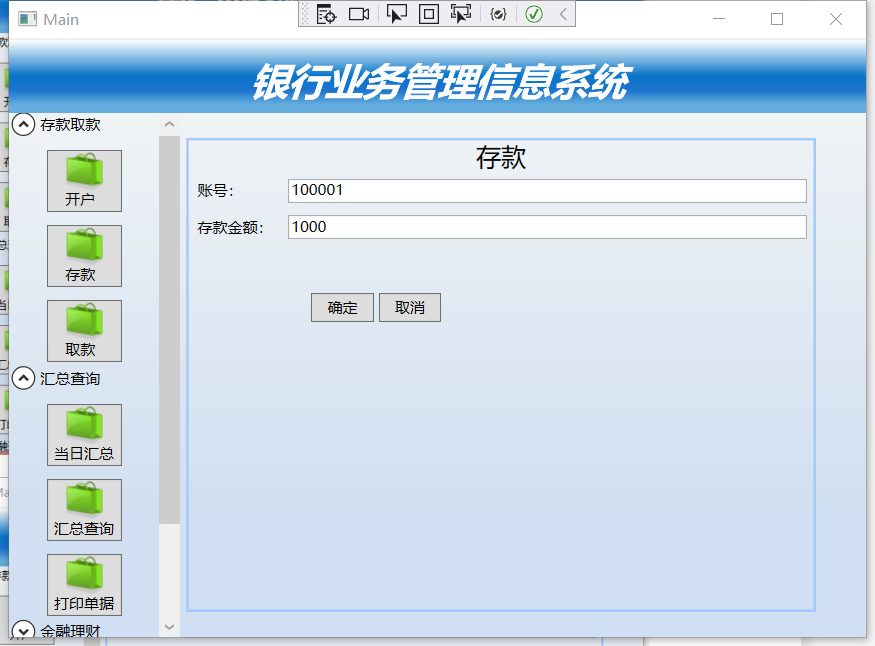 Main
银行业务管理信息系统
存款取款
开户
存款
取款
汇总查询
当日汇总
汇总查询
打印单据
金融理财
存款
账号：
100001
存款金额：
1000
确定
取消